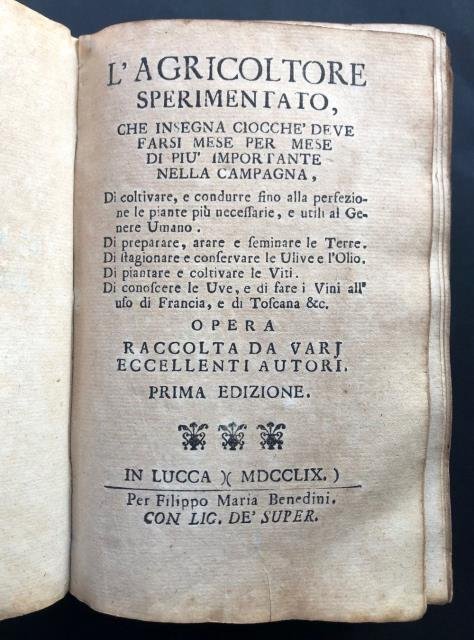 L'AGRICOLTORE
SPERIMENTATO,
CHE INSEGNA CIOCCHE' DEVE
FARSI MESE PER MESE
DI PIU' IMPORTANTE
NELLA CAMPAGNA,
Di coltivare, e condurre fino alla perfezio-
ne le piante più neceſſarie, e utili al Ge-
nere Umano.
Di preparare, arare e ſeminare le Terre.
Di ſtagionare e conſervare le Ulive e l'Olio.
Di piantare e coltivare le Viti.
Di conoſcere le Uve, e di fare i Vini all'
uſo di Francia, e di Toſcana &c.
OPERA
RACCOLTA DA VARJ
ECCELLENTI AUTORI.
PRIMA EDIZIONE.
IN LUCCA )( MDCCLIX. )
Per Filippo Maria Benedini.
CON LIC. DE' SUPER.